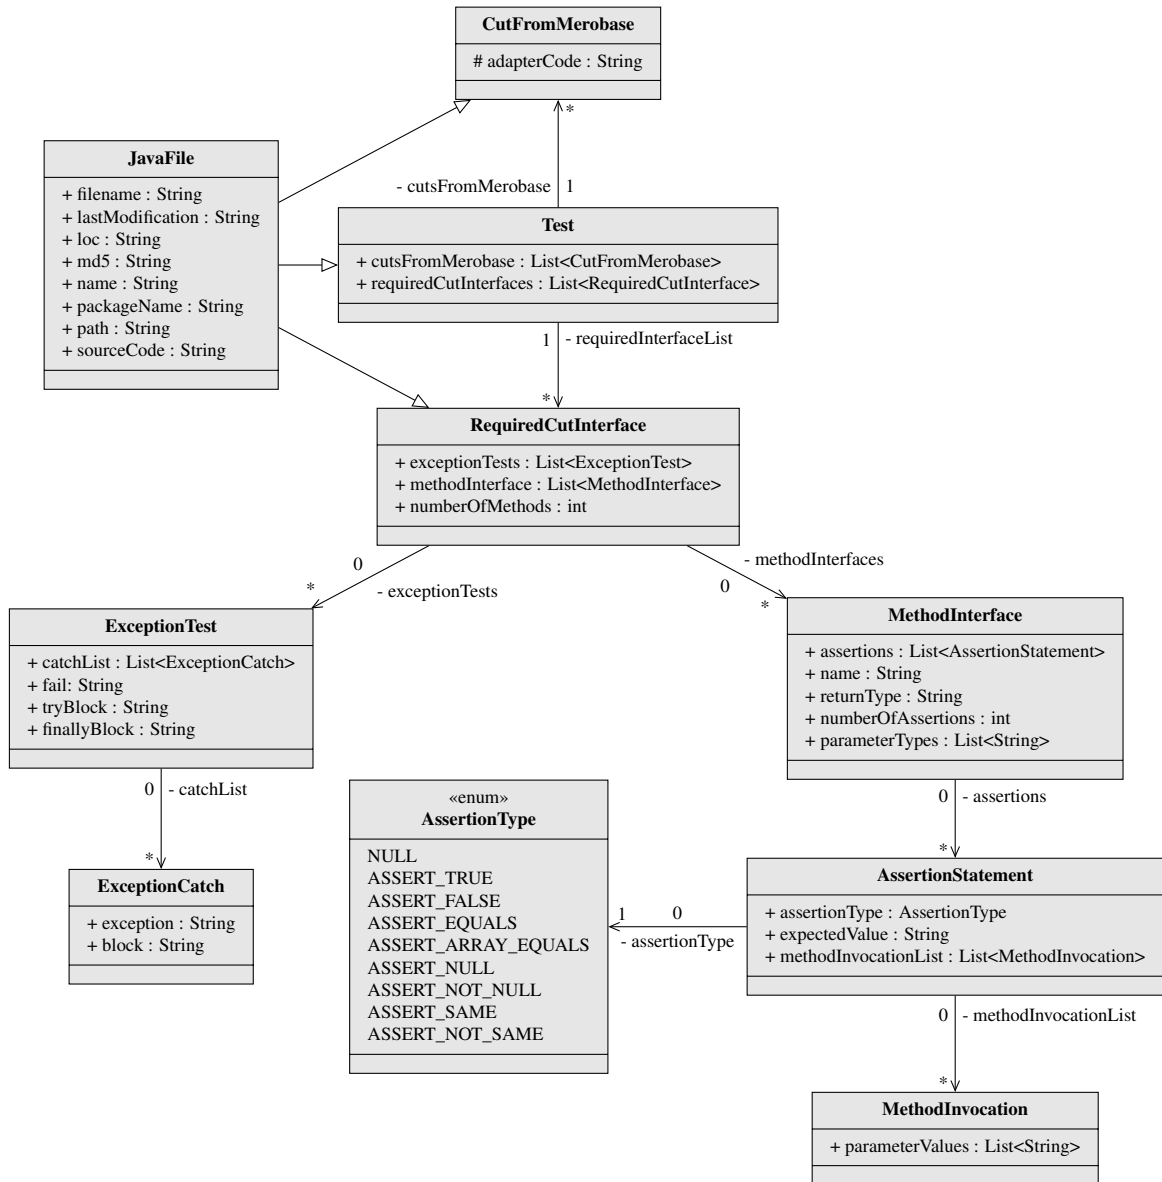 CutFromMerobase
# adapterCode : String
*
JavaFile
+ filename : String
+ lastModification : String
+ loc : String
+ md5 : String
+ name : String
+ packageName : String
+ path : String
+ sourceCode : String
- cutsFromMerobase
1
Test
+ cutsFromMerobase : List<CutFromMerobase>
+ requiredCutInterfaces : List<RequiredCutInterface>
1
- requiredInterfaceList
*
RequiredCutInterface
+ exceptionTests : List<ExceptionTest>
+ methodInterface : List<MethodInterface>
+ numberOfMethods : int
0
*
- exceptionTests
- methodInterfaces
0
*
ExceptionTest
+ catchList : List<ExceptionCatch>
+ fail: String
+ tryBlock : String
+ finallyBlock : String
0
- catchList
*
ExceptionCatch
+ exception : String
+ block : String
MethodInterface
+ assertions : List<AssertionStatement>
+ name : String
+ returnType : String
+ numberOfAssertions : int
+ parameterTypes : List<String>
0
- assertions
*
«enum»
AssertionType
NULL
ASSERT_TRUE
ASSERT_FALSE
ASSERT_EQUALS
ASSERT_ARRAY_EQUALS
ASSERT_NULL
ASSERT_NOT_NULL
ASSERT_SAME
ASSERT_NOT_SAME
1
0
- assertionType
AssertionStatement
+ assertionType : AssertionType
+ expectedValue : String
+ methodInvocationList : List<MethodInvocation>
0
- methodInvocationList
*
MethodInvocation
+ parameterValues : List<String>